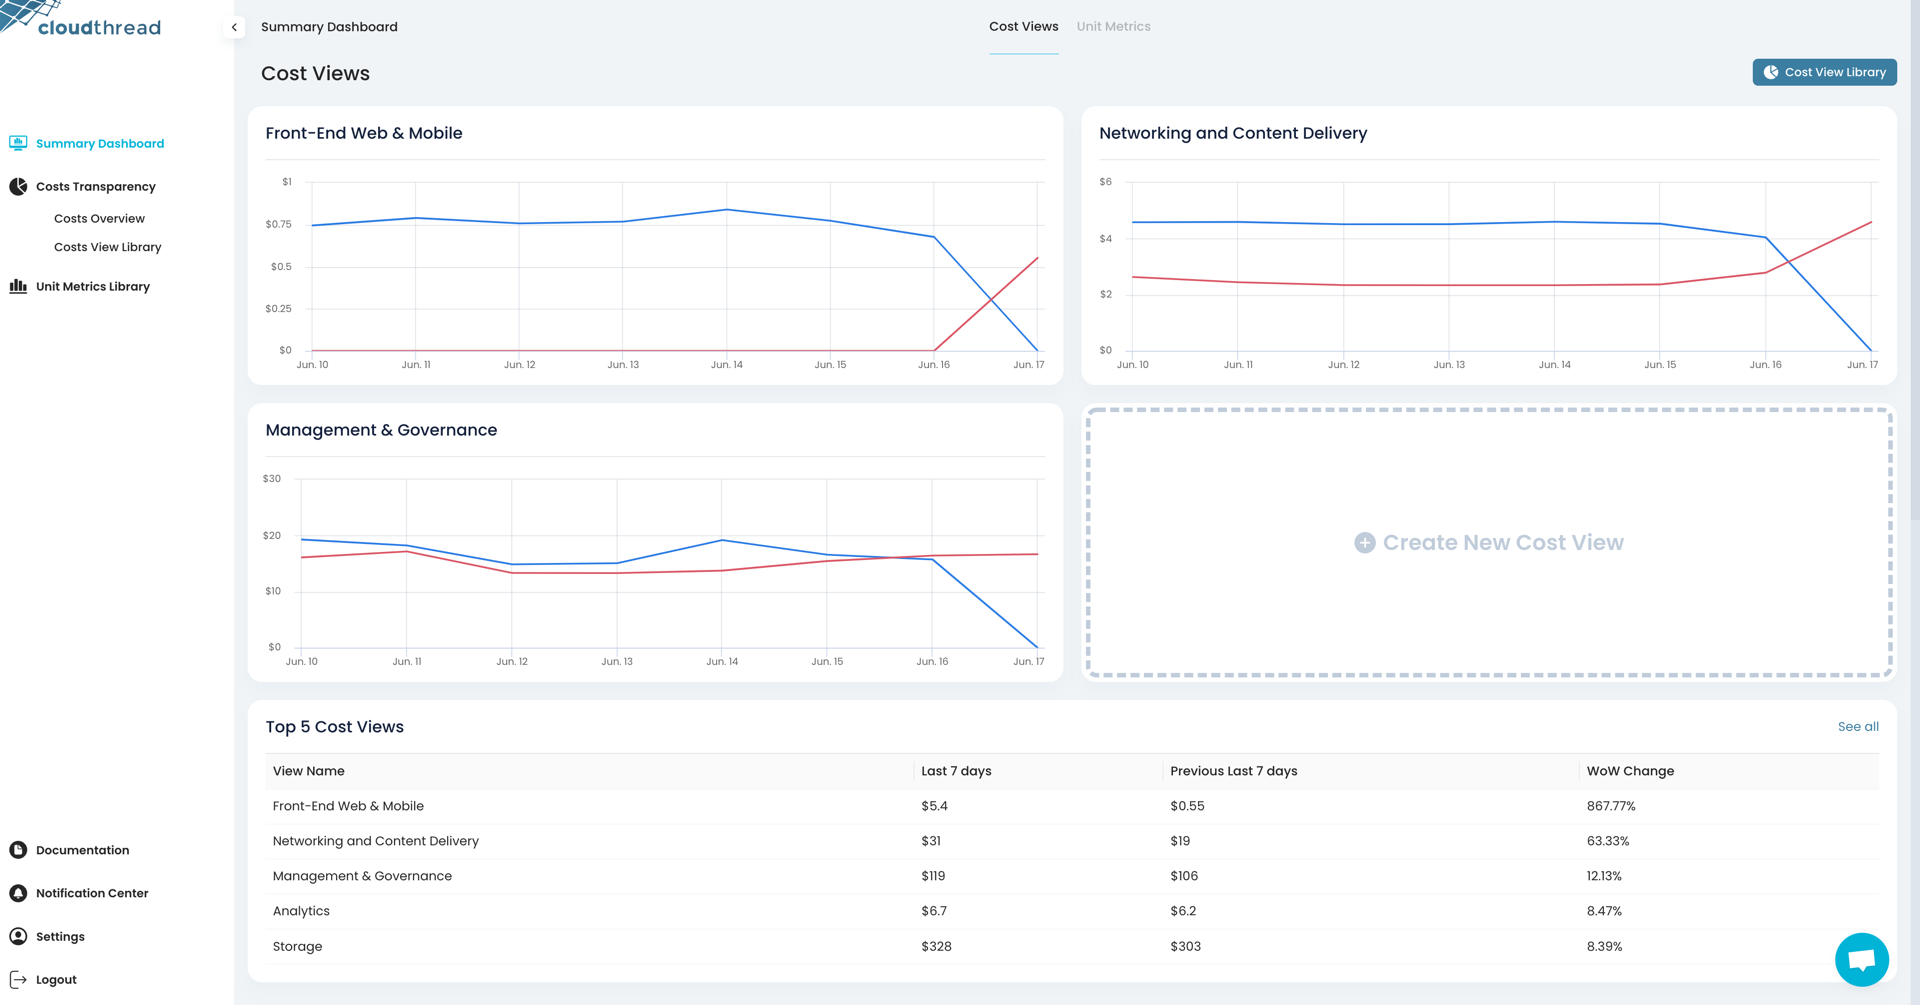 cloudthread
Summary Dashboard
Cost Views
Unit Metrics
Cost Views
Cost View Library
Summary Dashboard
Costs Transparency
Costs Overview
Costs View Library
Unit Metrics Library
Documentation
Notification Center
Settings
Logout
Front-End Web & Mobile
$1
$0.75
$0.5
$0.25
$0
Jun. 10 Jun. 11 Jun. 12 Jun. 13 Jun. 14 Jun. 15 Jun. 16 Jun. 17
Networking and Content Delivery
$6
$4
$2
$0
Jun. 10 Jun. 11 Jun. 12 Jun. 13 Jun. 14 Jun. 15 Jun. 16 Jun. 17
Management & Governance
$30
$20
$10
$0
Jun. 10 Jun. 11 Jun. 12 Jun. 13 Jun. 14 Jun. 15 Jun. 16 Jun. 17
Create New Cost View
Top 5 Cost Views
See all
View Name Last 7 days Previous Last 7 days WoW Change
Front-End Web & Mobile $5.4 $0.55 867.77%
Networking and Content Delivery $31 $19 63.33%
Management & Governance $119 $106 12.13%
Analytics $6.7 $6.2 8.47%
Storage $328 $303 8.39%